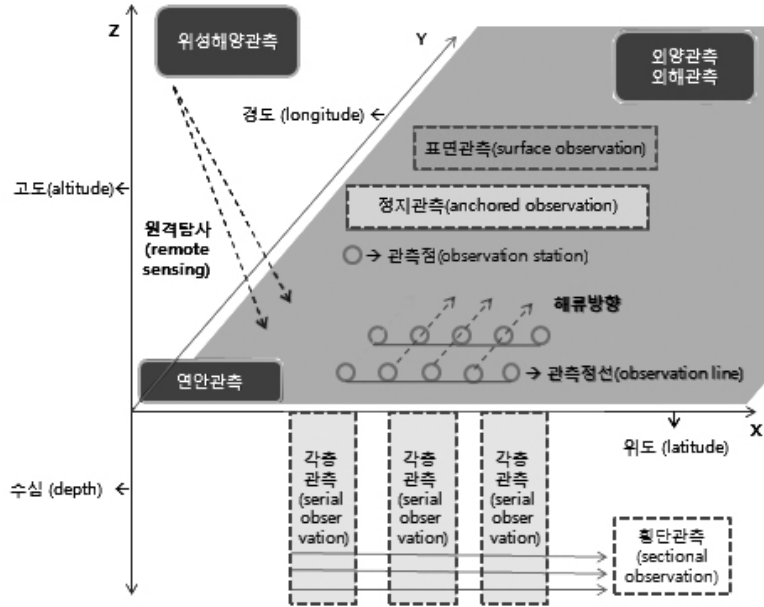 Z
위성해양관측
Y
외양관측
외해관측
경도 (longitude)
표면관측(surface observation)
고도(altitude)
정지관측(anchored observation)
원격탐사
(remote
sensing)
관측점(observation station)
해류방향
연안관측
관측정선(observation line)
X
위도 (latitude)
각층
관측
(serial
obser
vation)
각층
관측
(serial
obser
vation)
각층
관측
(serial
obser
vation)
수심 (depth)
횡단관측
(sectional
observation)